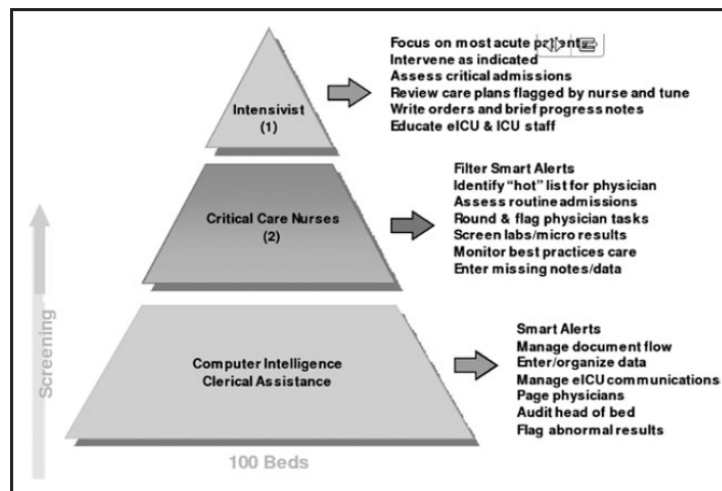 Focus on most acute
Intervene as indicated
Assess critical admissions
Review care plans flagged by nurse and tune
Write orders and brief progress notes
Educate eICU & ICU staff
Intensivist
(1)
Filter Smart Alerts
Identify "hot" list for physician
Assess routine admissions
Round & flag physician tasks
Screen labs/micro results
Monitor best practices care
Enter missing notes/data
Critical Care Nurses
(2)
Smart Alerts
Manage document flow
Enter/organize data
Manage eICU communications
Page physicians
Audit head of bed
Flag abnormal results
Computer Intelligence
Clerical Assistance
Screening
100 Beds